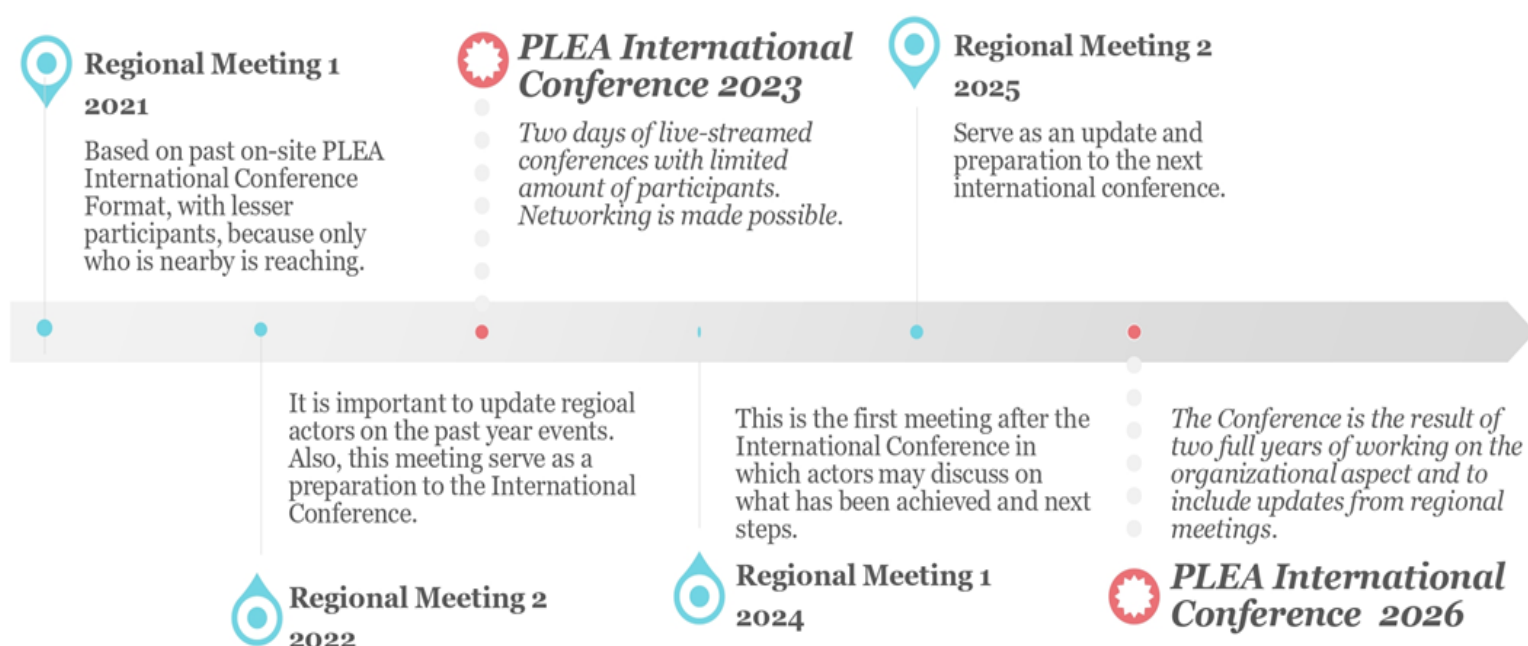 Regional Meeting 1
2021
Based on past on-site PLEA
International Conference
Format, with lesser
participants, because only
who is nearby is reaching.
PLEA International
Conference 2023
Two days of live-streamed
conferences with limited
amount of participants.
Networking is made possible.
Regional Meeting 2
2025
Serve as an update and
preparation to the next
international conference.
It is important to update regioal
actors on the past year events.
Also, this meeting serve as a
preparation to the International
Conference.
Regional Meeting 2
2022
This is the first meeting after the
International Conference in
which actors may discuss on
what has been achieved and next
steps.
Regional Meeting 1
2024
The Conference is the result of
two full years of working on the
organizational aspect and to
include updates from regional
meetings.
PLEA International
Conference 2026